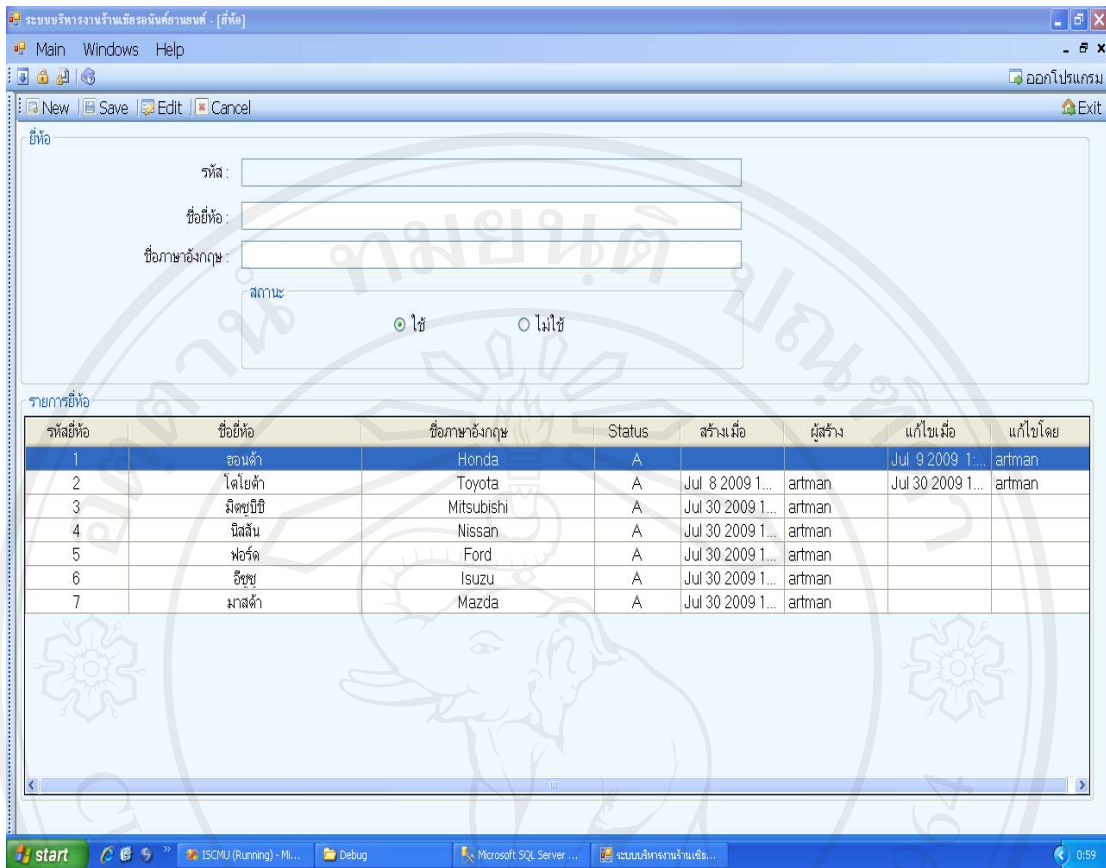 ระบบบริหารงานร้านเชียรอนันต์ยานยนต์ - [ยี่ห้อ]
Main Windows Help
ออกโปรแกรม
New Save Edit Cancel Exit
ยี่ห้อ
รหัส :
ชื่อยี่ห้อ :
ชื่อภาษาอังกฤษ :
สถานะ
ใช้ ไม่ใช้
รายการยี่ห้อ
รหัสยี่ห้อ ชื่อยี่ห้อ ชื่อภาษาอังกฤษ Status สร้างเมื่อ ผู้สร้าง แก้ไขเมื่อ แก้ไขโดย
1 ฮอนด้า Honda A Jul 9 2009 1:... artman
2 โตโยต้า Toyota A Jul 8 2009 1... artman Jul 30 2009 1... artman
3 มิตซูบิชิ Mitsubishi A Jul 30 2009 1... artman
4 นิสสัน Nissan A Jul 30 2009 1... artman
5 ฟอร์ด Ford A Jul 30 2009 1... artman
6 อีซูซุ Isuzu A Jul 30 2009 1... artman
7 มาสด้า Mazda A Jul 30 2009 1... artman
start ISCMU (Running) - Mi... Debug Microsoft SQL Server ... ระบบบริหารงานร้านเชีย... 0:59